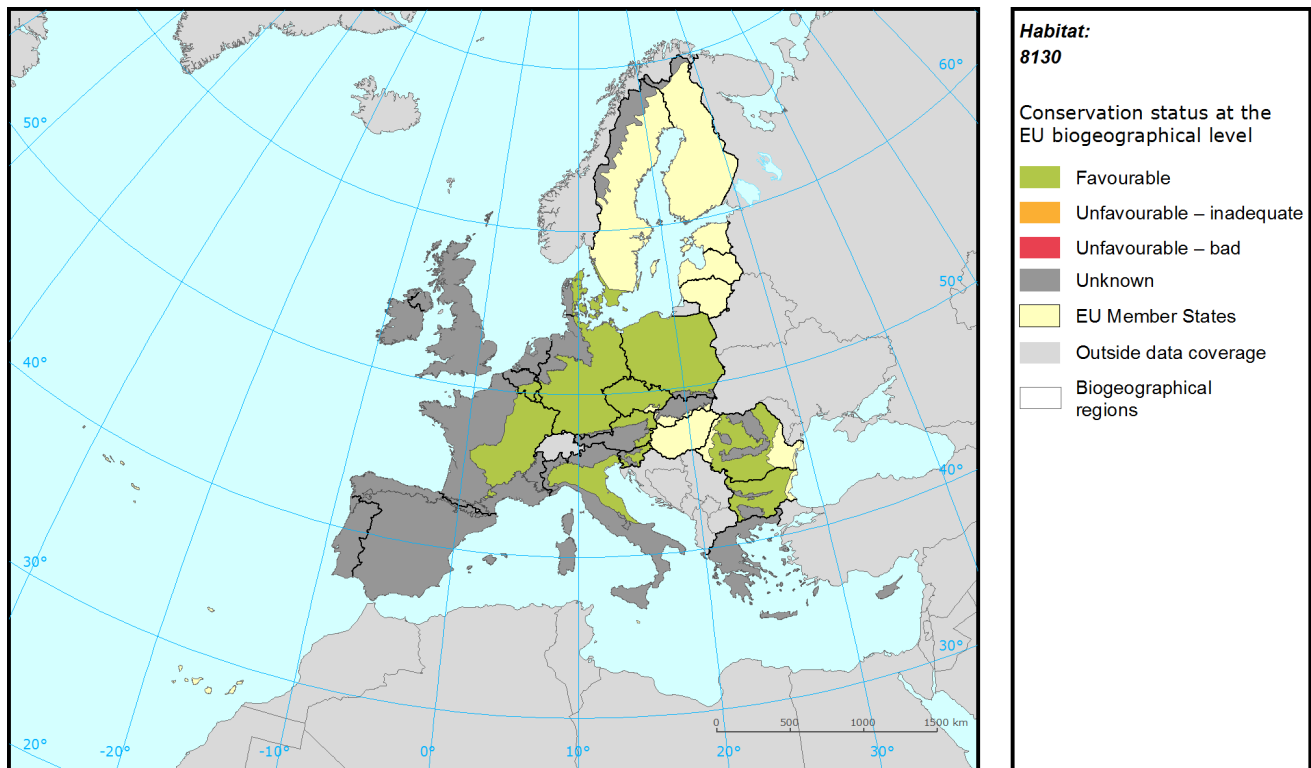 60°
50°
50°
40°
40°
30°
30°
20°
-20°
-10°
0°
10°
20°
30°
0
500
1000
1500 km
Habitat:
8130
Conservation status at the
EU biogeographical level
Favourable
Unfavourable – inadequate
Unfavourable – bad
Unknown
EU Member States
Outside data coverage
Biogeographical
regions